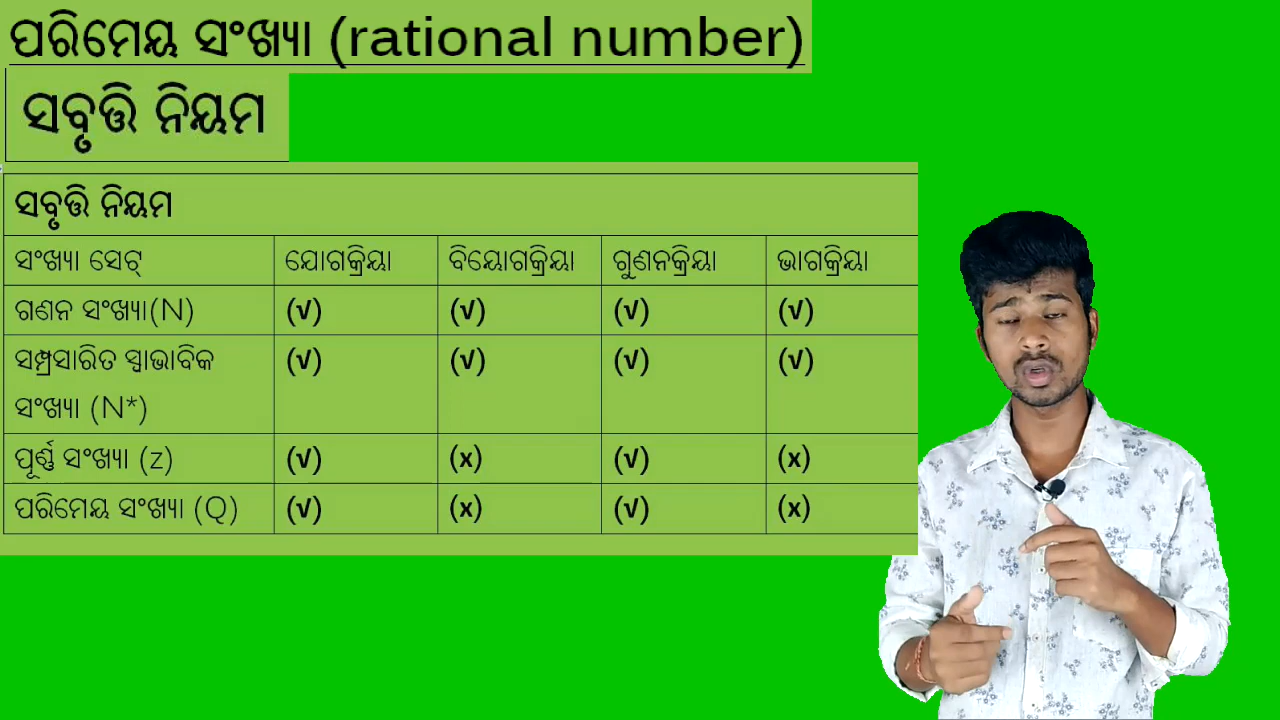 ପରିମେୟ ସଂଖ୍ୟା (rational number)
ସବୃତ୍ତି ନିୟମ
ସବୃତ୍ତି ନିୟମ
ସଂଖ୍ୟା ସେଟ୍ ଯୋଗକ୍ରିୟା ବିୟୋଗକ୍ରିୟା ଗୁଣନକ୍ରିୟା ଭାଗକ୍ରିୟା
ଗଣନ ସଂଖ୍ୟା(N) (√) (√) (√) (√)
ସମ୍ପ୍ରସାରିତ ସ୍ୱାଭାବିକ (√) (√) (√) (√)
ସଂଖ୍ୟା (N*)
ପୂର୍ଣ୍ଣ ସଂଖ୍ୟା (z) (√) (x) (√) (x)
ପରିମେୟ ସଂଖ୍ୟା (Q) (√) (x) (√) (x)